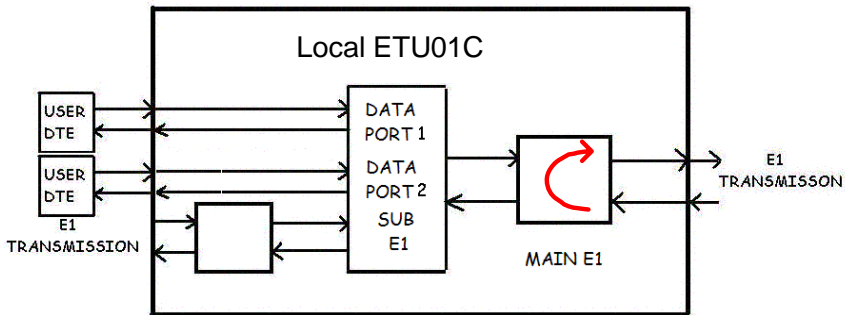 Local ETU01C
USER
DTE
USER
DTE
E1
TRANSMISSION
DATA
PORT 1
DATA
PORT 2
SUB
E1
MAIN E1
E1
TRANSMISSON